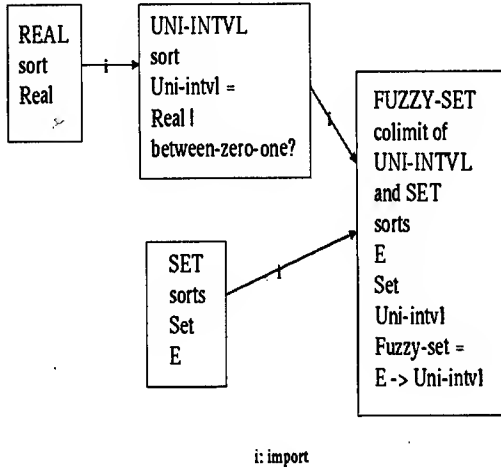 REAL
sort
Real
i
UNI-INTVL
sort
Uni-intvl =
Real |
between-zero-one?
i
FUZZY-SET
colimit of
UNI-INTVL
and SET
sorts
E
Set
Uni-intvl
Fuzzy-set =
E -> Uni-intvl
SET
sorts
Set
E
i
i: import